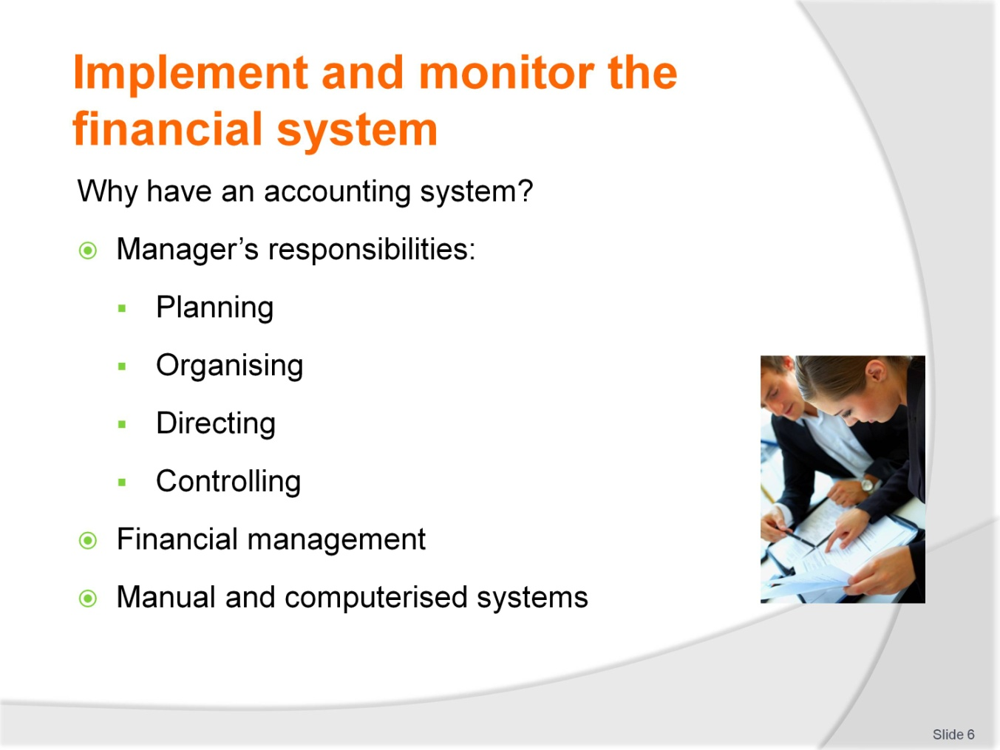 Implement and monitor the
financial system
Why have an accounting system?
Manager’s responsibilities:
Planning
Organising
Directing
Controlling
Financial management
Manual and computerised systems
Slide 6